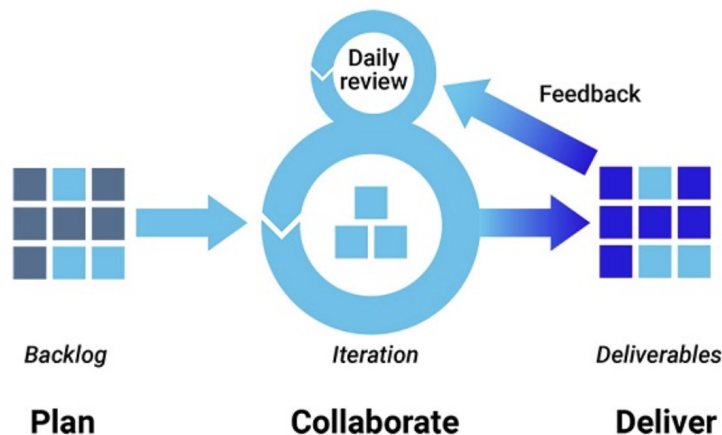 Daily
review
Feedback
Backlog
Iteration
Deliverables
Plan
Collaborate
Deliver